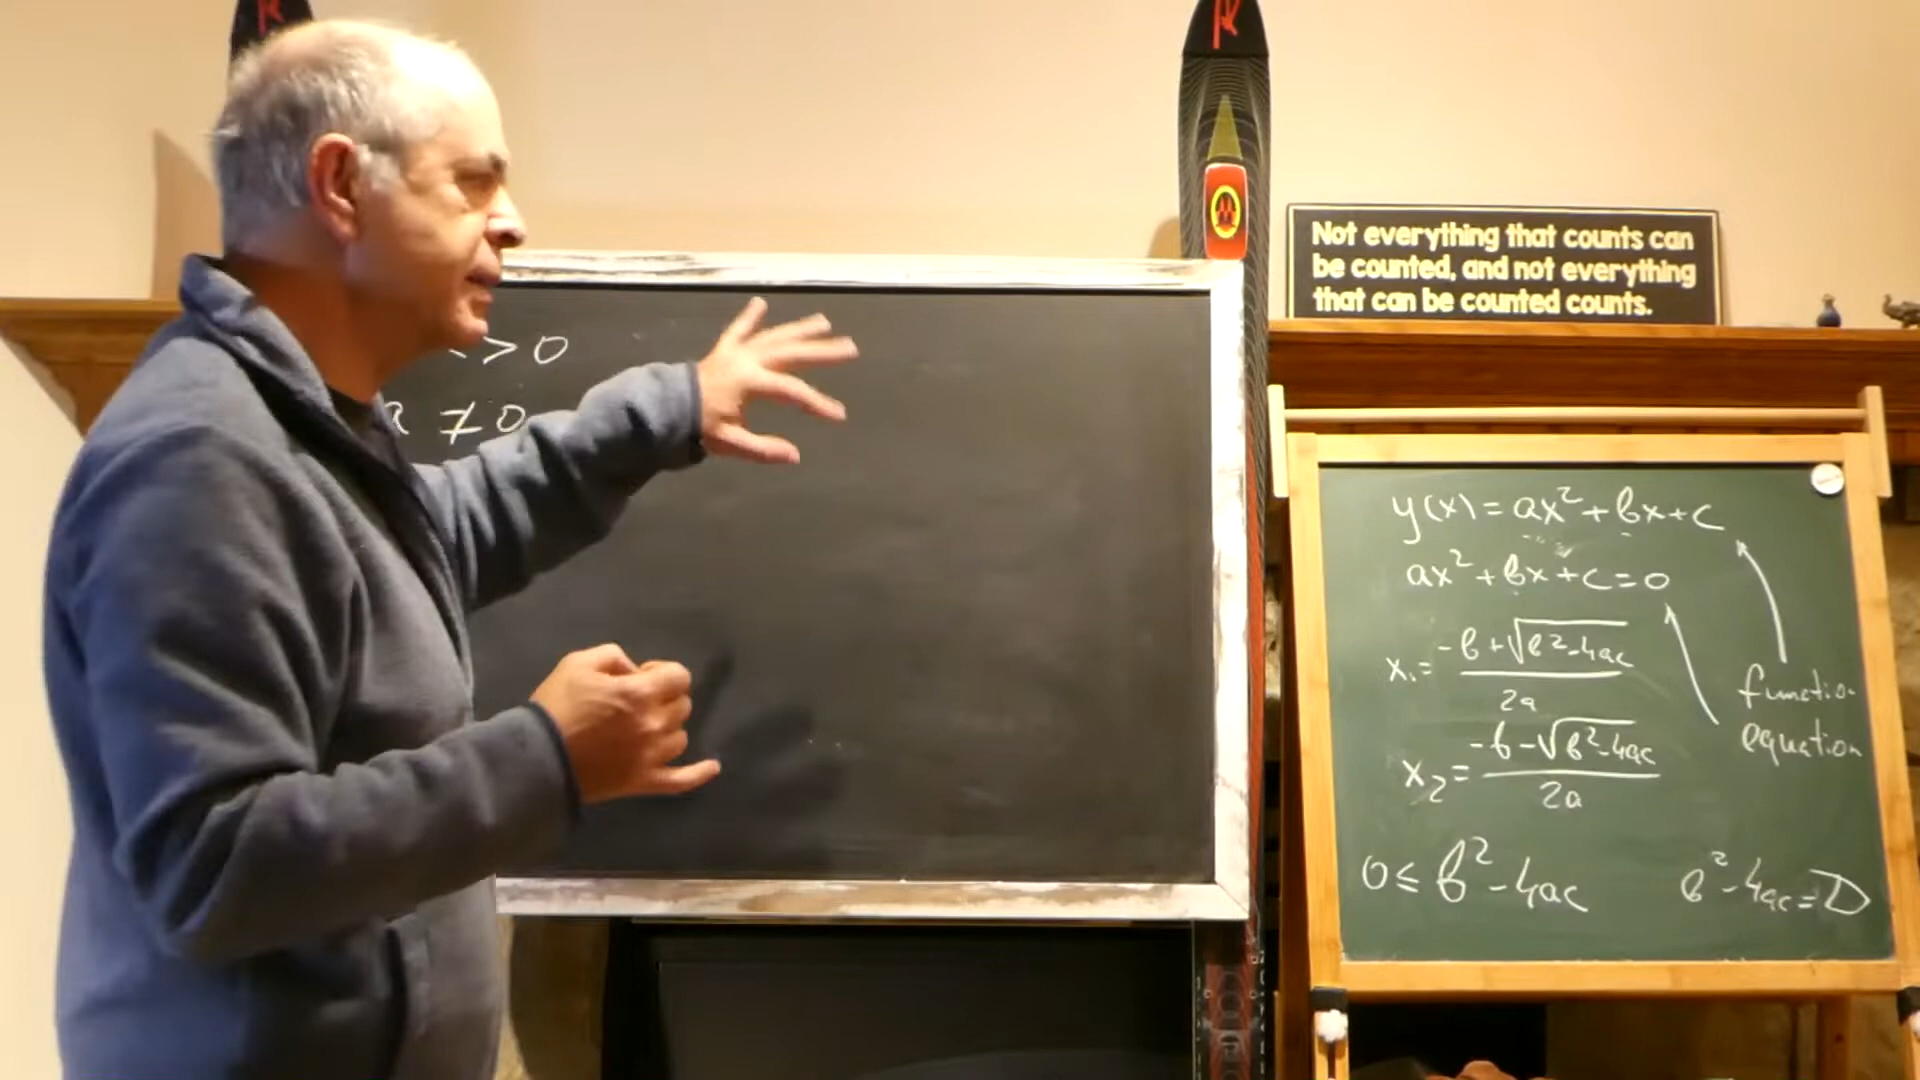 > 0
a ≠ 0
Not everything that counts can
be counted, and not everything
that can be counted counts.
y(x) = ax² + bx + c
ax² + bx + c = 0
x₁ = (-b + √(b² - 4ac)) / 2a
x₂ = (-b - √(b² - 4ac)) / 2a
function
equation
0 ≤ b² - 4ac
b² - 4ac = D